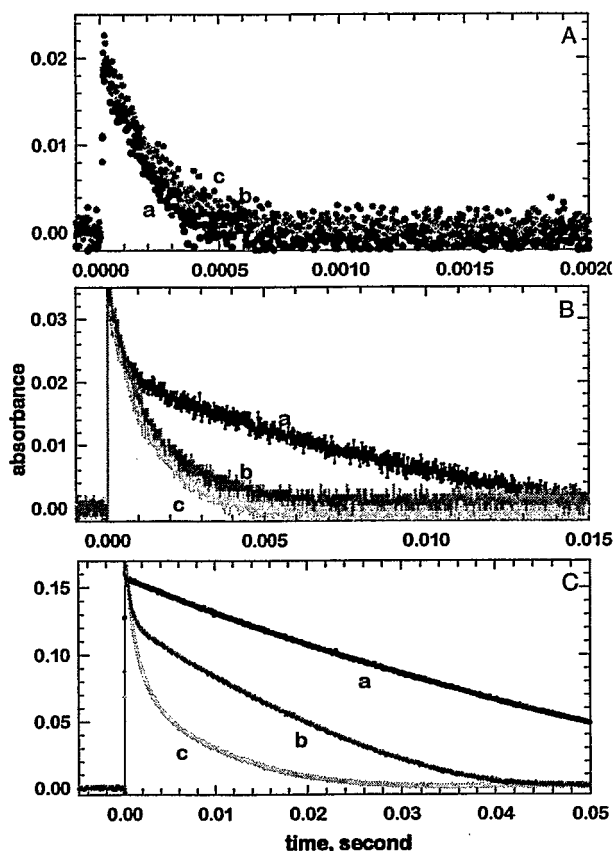 A
0.02
0.01
0.00
c
b
a
0.0000 0.0005 0.0010 0.0015 0.0020
B
0.03
0.02
0.01
0.00
a
b
c
absorbance
0.000 0.005 0.010 0.015
C
0.15
0.10
0.05
0.00
a
b
c
0.00 0.01 0.02 0.03 0.04 0.05
time, second